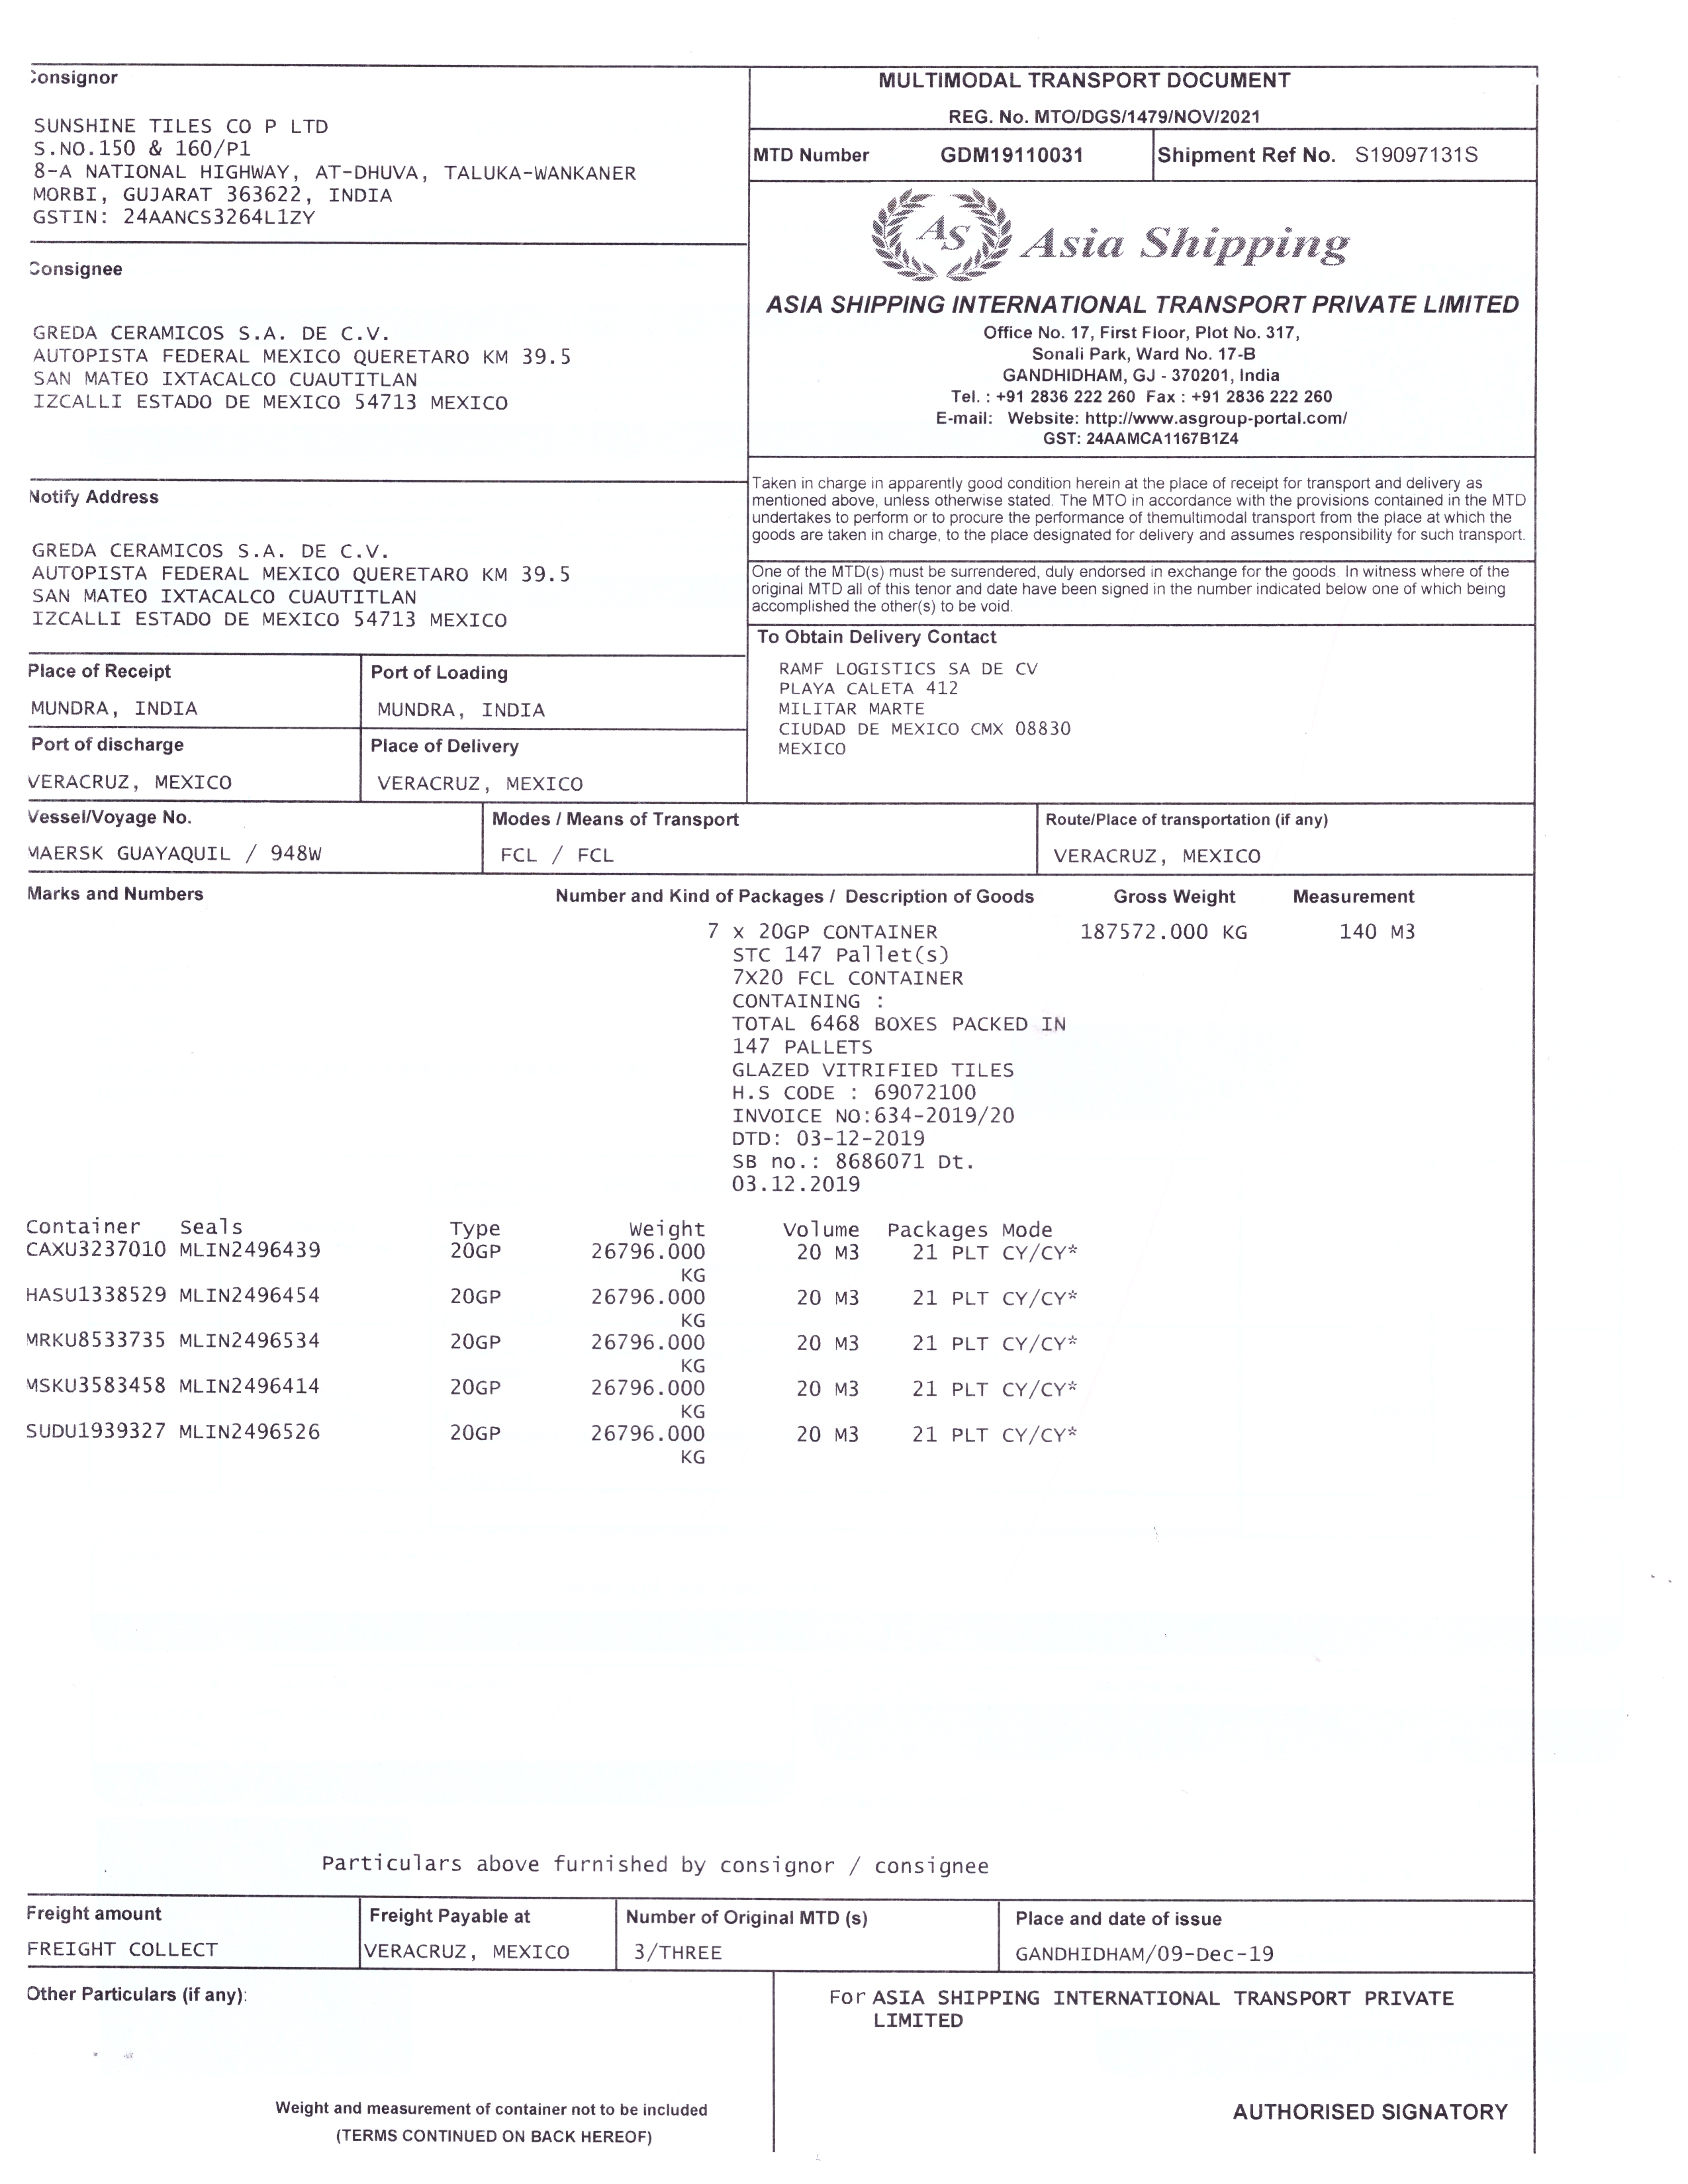 Consignor
SUNSHINE TILES CO P LTD
S.NO.150 & 160/P1
8-A NATIONAL HIGHWAY, AT-DHUVA, TALUKA-WANKANER
MORBI, GUJARAT 363622, INDIA
GSTIN: 24AANCS3264L1ZY
MULTIMODAL TRANSPORT DOCUMENT
REG. No. MTO/DGS/1479/NOV/2021
MTD Number GDM19110031 Shipment Ref No. S19097131S
AS Asia Shipping
ASIA SHIPPING INTERNATIONAL TRANSPORT PRIVATE LIMITED
Office No. 17, First Floor, Plot No. 317,
Sonali Park, Ward No. 17-B
GANDHIDHAM, GJ - 370201, India
Tel. : +91 2836 222 260 Fax : +91 2836 222 260
E-mail: Website: http://www.asgroup-portal.com/
GST: 24AAMCA1167B1Z4
Consignee
GREDA CERAMICOS S.A. DE C.V.
AUTOPISTA FEDERAL MEXICO QUERETARO KM 39.5
SAN MATEO IXTACALCO CUAUTITLAN
IZCALLI ESTADO DE MEXICO 54713 MEXICO
Notify Address
GREDA CERAMICOS S.A. DE C.V.
AUTOPISTA FEDERAL MEXICO QUERETARO KM 39.5
SAN MATEO IXTACALCO CUAUTITLAN
IZCALLI ESTADO DE MEXICO 54713 MEXICO
Taken in charge in apparently good condition herein at the place of receipt for transport and delivery as
mentioned above, unless otherwise stated. The MTO in accordance with the provisions contained in the MTD
undertakes to perform or to procure the performance of themultimodal transport from the place at which the
goods are taken in charge, to the place designated for delivery and assumes responsibility for such transport.
One of the MTD(s) must be surrendered, duly endorsed in exchange for the goods. In witness where of the
original MTD all of this tenor and date have been signed in the number indicated below one of which being
accomplished the other(s) to be void.
To Obtain Delivery Contact
RAMF LOGISTICS SA DE CV
PLAYA CALETA 412
MILITAR MARTE
CIUDAD DE MEXICO CMX 08830
MEXICO
Place of Receipt Port of Loading
MUNDRA, INDIA MUNDRA, INDIA
Port of discharge Place of Delivery
VERACRUZ, MEXICO VERACRUZ, MEXICO
Vessel/Voyage No. Modes / Means of Transport Route/Place of transportation (if any)
MAERSK GUAYAQUIL / 948W FCL / FCL VERACRUZ, MEXICO
Marks and Numbers Number and Kind of Packages / Description of Goods Gross Weight Measurement
7 x 20GP CONTAINER 187572.000 KG 140 M3
STC 147 Pallet(s)
7X20 FCL CONTAINER
CONTAINING :
TOTAL 6468 BOXES PACKED IN
147 PALLETS
GLAZED VITRIFIED TILES
H.S CODE : 69072100
INVOICE NO:634-2019/20
DTD: 03-12-2019
SB no.: 8686071 Dt.
03.12.2019
Container Seals Type Weight Volume Packages Mode
CAXU3237010 MLIN2496439 20GP 26796.000 20 M3 21 PLT CY/CY*
KG
HASU1338529 MLIN2496454 20GP 26796.000 20 M3 21 PLT CY/CY*
KG
MRKU8533735 MLIN2496534 20GP 26796.000 20 M3 21 PLT CY/CY*
KG
MSKU3583458 MLIN2496414 20GP 26796.000 20 M3 21 PLT CY/CY*
KG
SUDU1939327 MLIN2496526 20GP 26796.000 20 M3 21 PLT CY/CY*
KG
Particulars above furnished by consignor / consignee
Freight amount Freight Payable at Number of Original MTD (s) Place and date of issue
FREIGHT COLLECT VERACRUZ, MEXICO 3/THREE GANDHIDHAM/09-Dec-19
Other Particulars (if any):
For ASIA SHIPPING INTERNATIONAL TRANSPORT PRIVATE
LIMITED
Weight and measurement of container not to be included
(TERMS CONTINUED ON BACK HEREOF)
AUTHORISED SIGNATORY